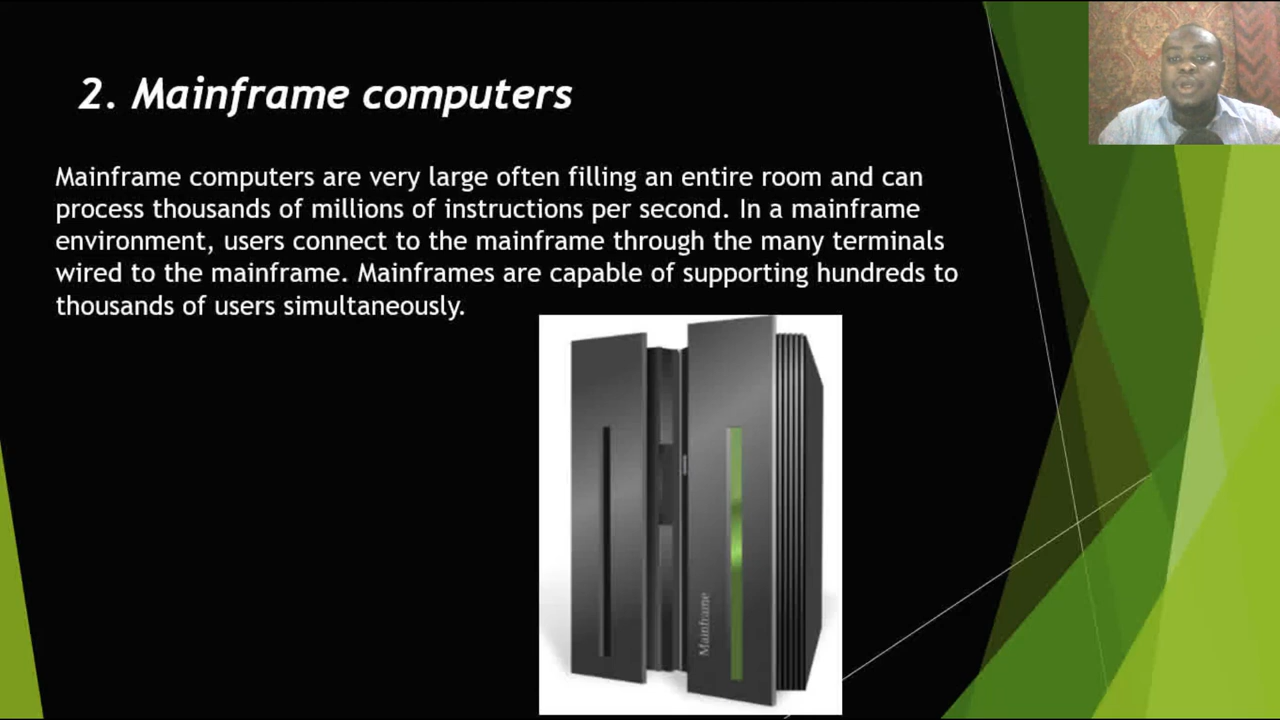 2. Mainframe computers
Mainframe computers are very large often filling an entire room and can
process thousands of millions of instructions per second. In a mainframe
environment, users connect to the mainframe through the many terminals
wired to the mainframe. Mainframes are capable of supporting hundreds to
thousands of users simultaneously.
Mainframe